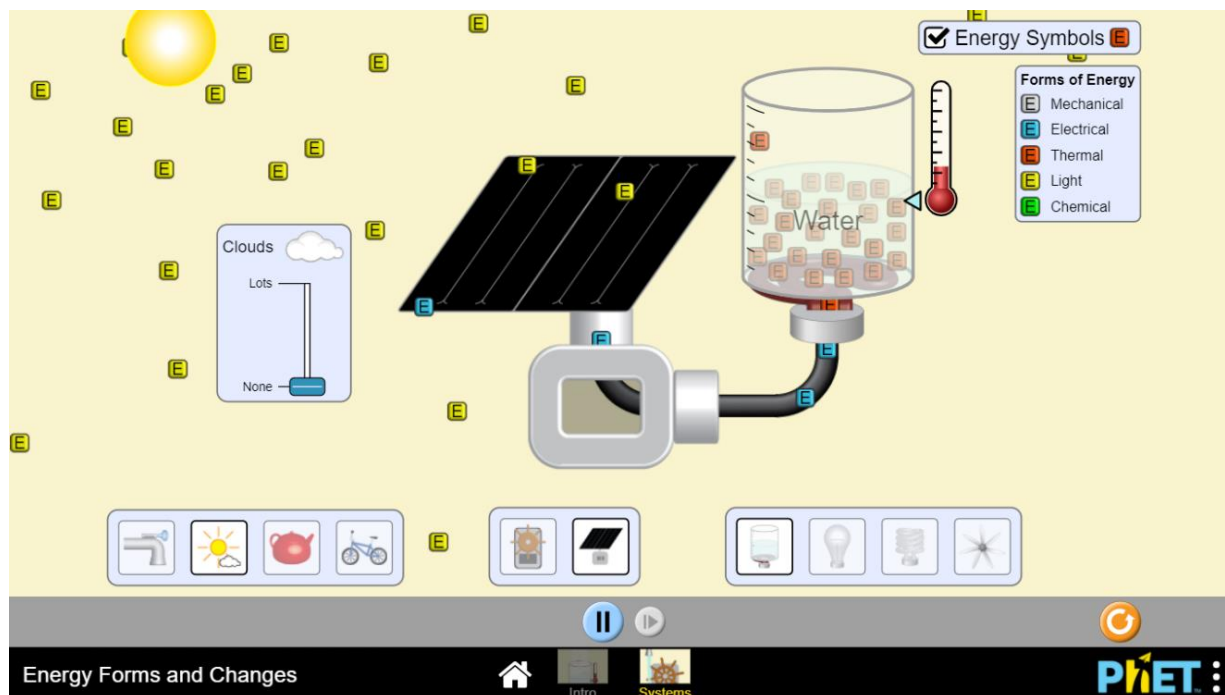 Energy Symbols E
Forms of Energy
E Mechanical
E Electrical
E Thermal
E Light
E Chemical
Water
Clouds
Lots
None
Energy Forms and Changes
Intro
Systems
PhET